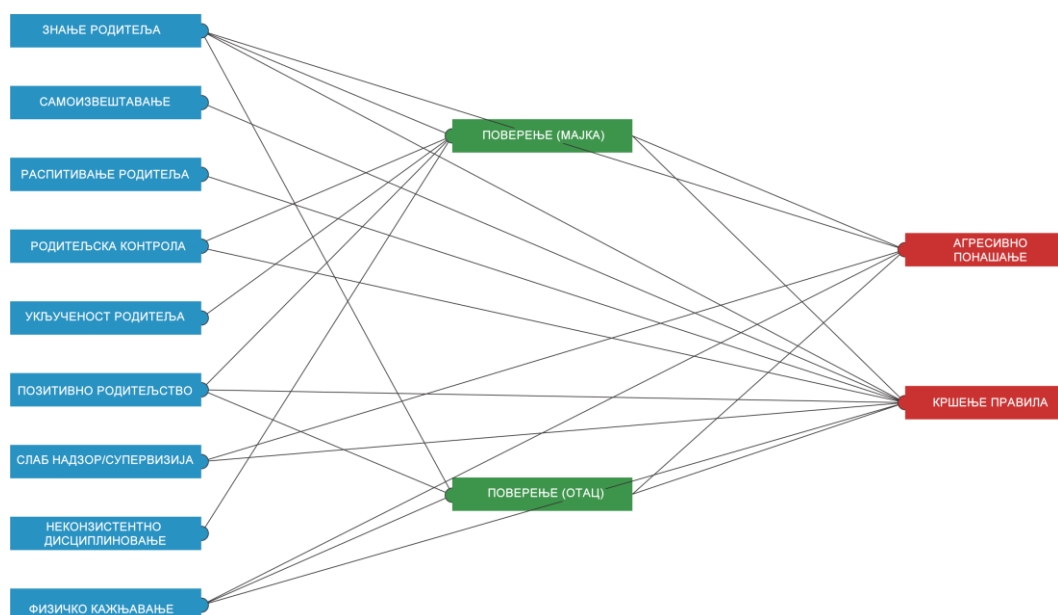 ЗНАЊЕ РОДИТЕЉА
САМОИЗВЕШТАВАЊЕ
РАСПИТИВАЊЕ РОДИТЕЉА
РОДИТЕЉСКА КОНТРОЛА
УКЉУЧЕНОСТ РОДИТЕЉА
ПОЗИТИВНО РОДИТЕЉСТВО
СЛАБ НАДЗОР/СУПЕРВИЗИЈА
НЕКОНЗИСТЕНТНО
ДИСЦИПЛИНОВАЊЕ
ФИЗИЧКО КАЖЊАВАЊЕ
ПОВЕРЕЊЕ (МАЈКА)
ПОВЕРЕЊЕ (ОТАЦ)
АГРЕСИВНО
ПОНАШАЊЕ
КРШЕЊЕ ПРАВИЛА